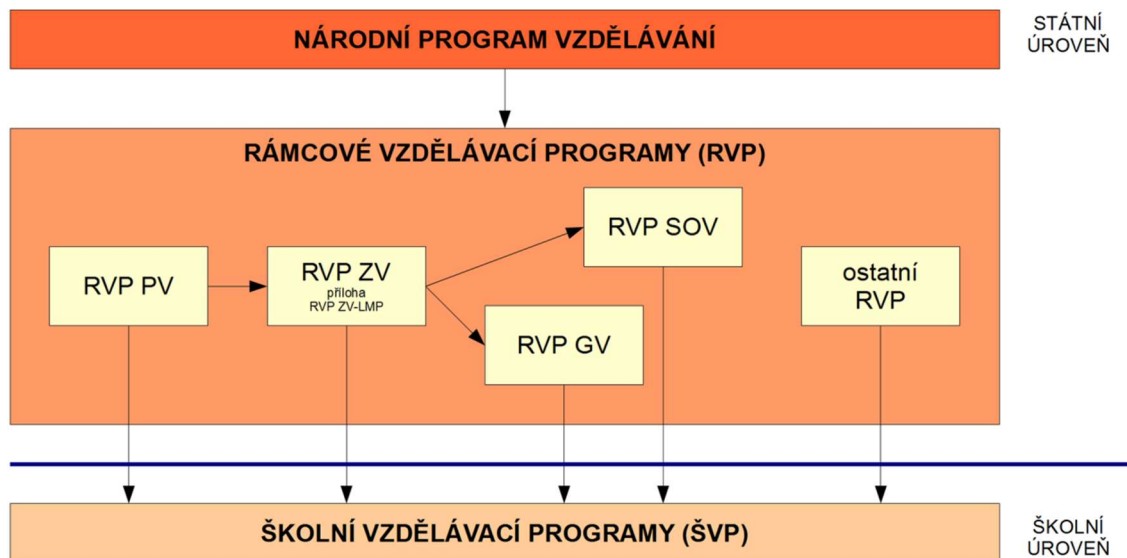 NÁRODNÍ PROGRAM VZDĚLÁVÁNÍ
STÁTNÍ
ÚROVEŇ
RÁMCOVÉ VZDĚLÁVACÍ PROGRAMY (RVP)
RVP PV
RVP ZV
příloha
RVP ZV-LMP
RVP SOV
RVP GV
ostatní
RVP
ŠKOLNÍ VZDĚLÁVACÍ PROGRAMY (ŠVP)
ŠKOLNÍ
ÚROVEŇ